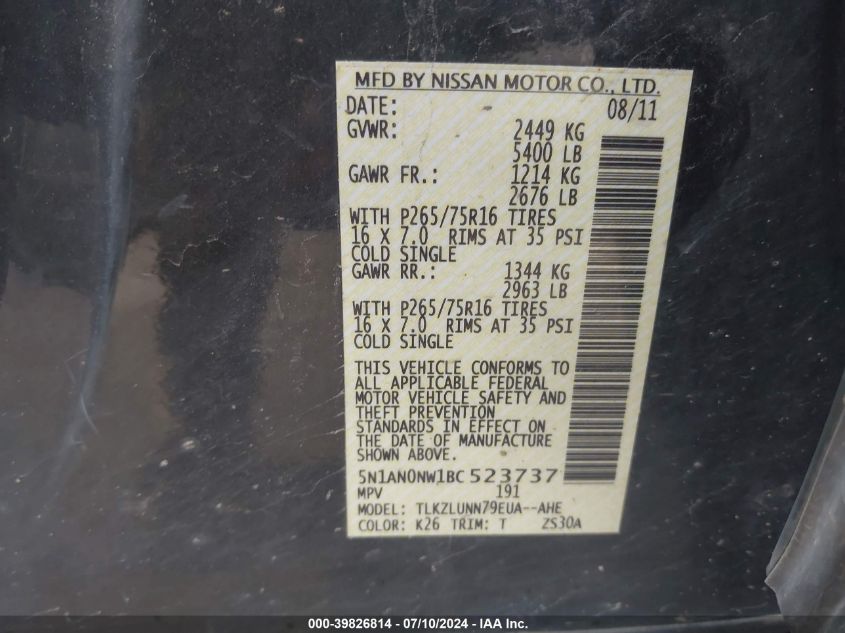 MFD BY NISSAN MOTOR CO., LTD.
DATE: 08/11
GVWR: 2449 KG
5400 LB
GAWR FR.: 1214 KG
2676 LB
WITH P265/75R16 TIRES
16 X 7.0 RIMS AT 35 PSI
COLD SINGLE
GAWR RR.: 1344 KG
2963 LB
WITH P265/75R16 TIRES
16 X 7.0 RIMS AT 35 PSI
COLD SINGLE
THIS VEHICLE CONFORMS TO
ALL APPLICABLE FEDERAL
MOTOR VEHICLE SAFETY AND
THEFT PREVENTION
STANDARDS IN EFFECT ON
THE DATE OF MANUFACTURE
SHOWN ABOVE.
5N1AN0NW1BC523737
MPV 191
MODEL: TLKZLUNN79EUA--AHE
COLOR: K26 TRIM: T ZS30A
000-39826814 / 07/10/2024 - IAA Inc.